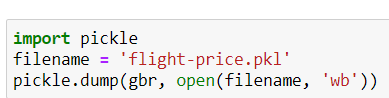 import pickle
filename = 'flight-price.pkl'
pickle.dump(gbr, open(filename, 'wb'))